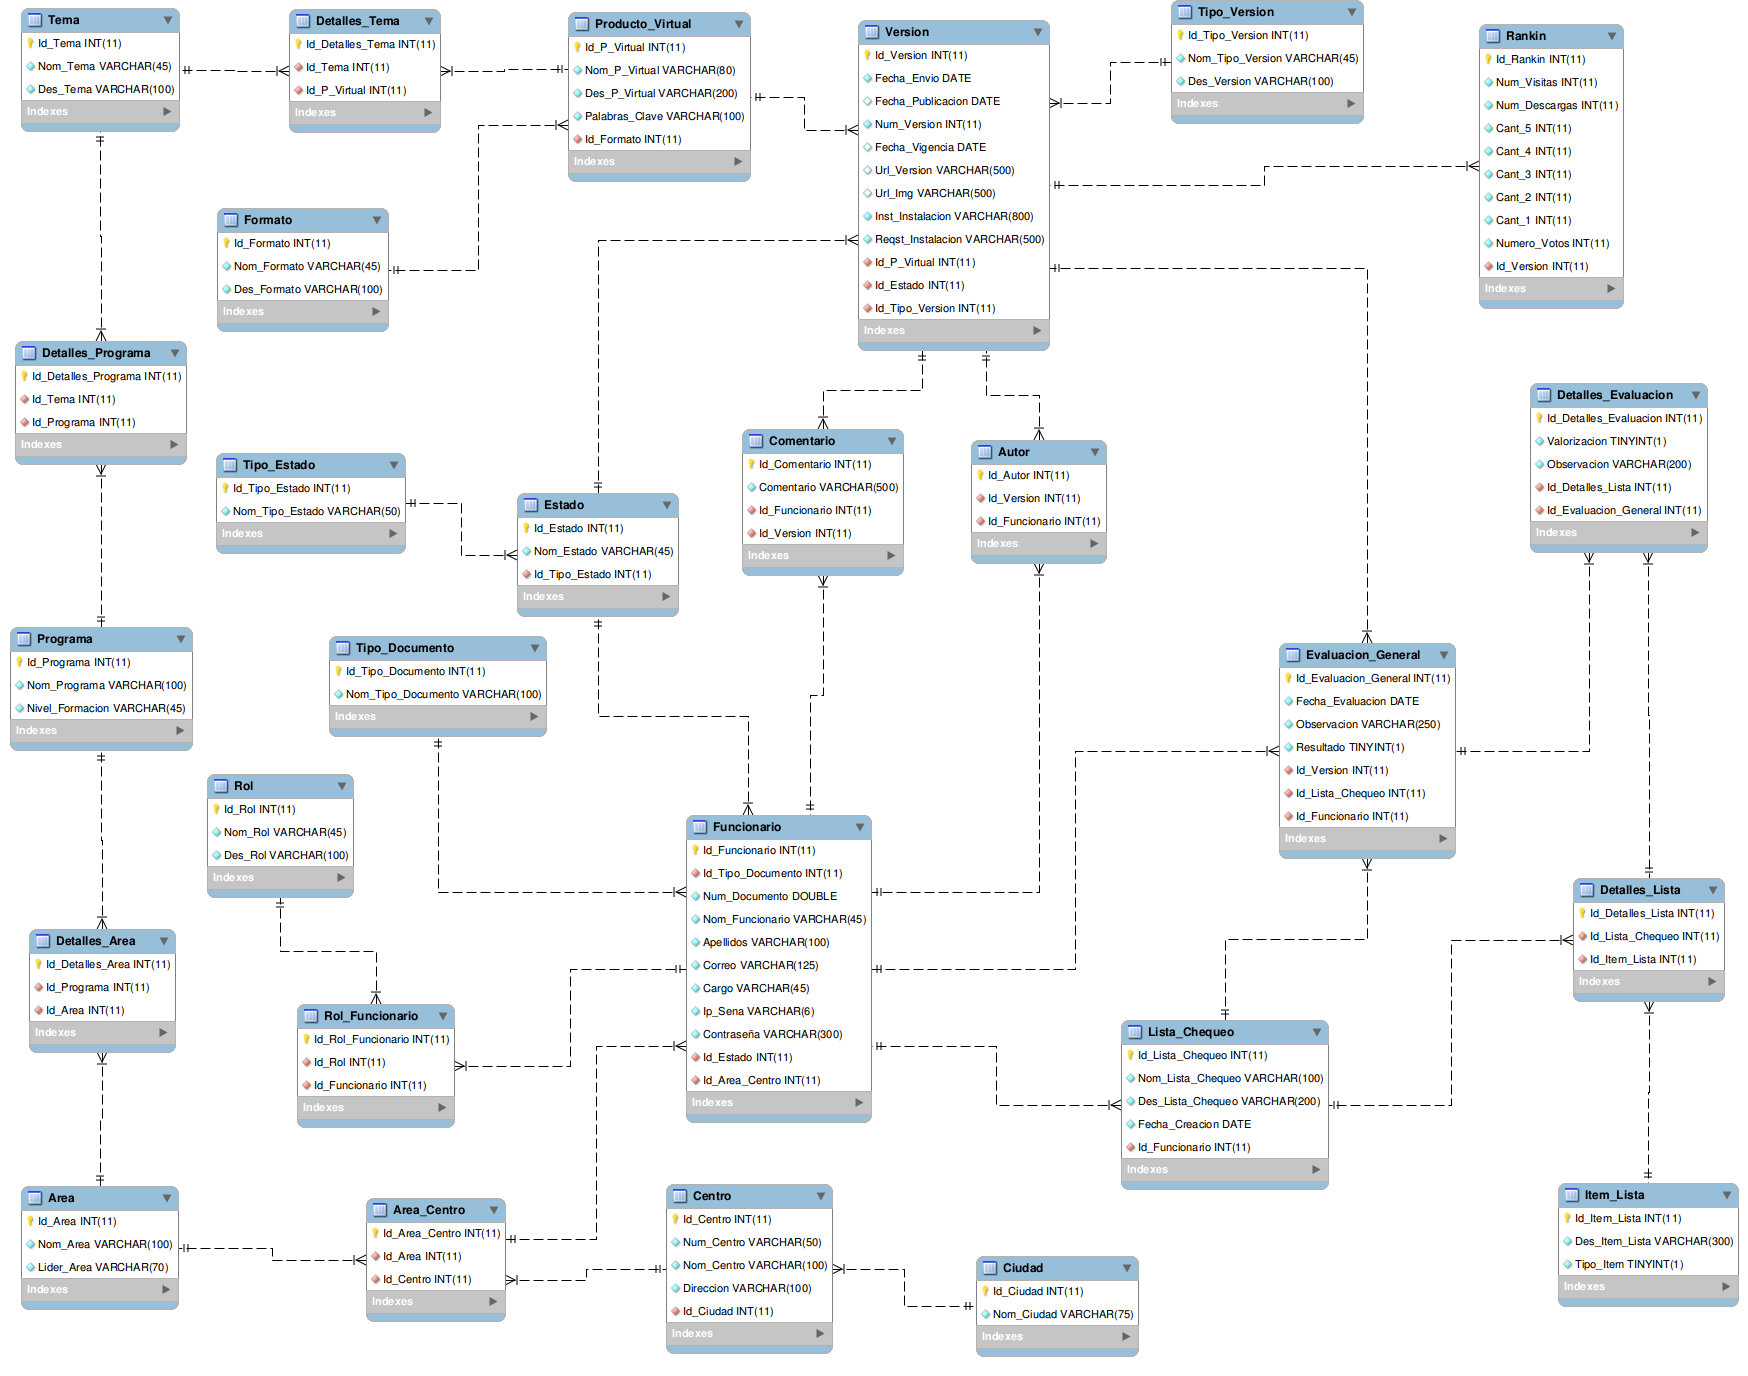 Tema
Id_Tema INT(11)
Nom_Tema VARCHAR(45)
Des_Tema VARCHAR(100)
Indexes
Detalles_Tema
Id_Detalles_Tema INT(11)
Id_Tema INT(11)
Id_P_Virtual INT(11)
Indexes
Producto_Virtual
Id_P_Virtual INT(11)
Nom_P_Virtual VARCHAR(80)
Des_P_Virtual VARCHAR(200)
Palabras_Clave VARCHAR(100)
Id_Formato INT(11)
Indexes
Version
Id_Version INT(11)
Fecha_Envio DATE
Fecha_Publicacion DATE
Num_Version INT(11)
Fecha_Vigencia DATE
Url_Version VARCHAR(500)
Url_Img VARCHAR(500)
Inst_Instalacion VARCHAR(800)
Reqst_Instalacion VARCHAR(500)
Id_P_Virtual INT(11)
Id_Estado INT(11)
Id_Tipo_Version INT(11)
Indexes
Tipo_Version
Id_Tipo_Version INT(11)
Nom_Tipo_Version VARCHAR(45)
Des_Version VARCHAR(100)
Indexes
Rankin
Id_Rankin INT(11)
Num_Visitas INT(11)
Num_Descargas INT(11)
Cant_5 INT(11)
Cant_4 INT(11)
Cant_3 INT(11)
Cant_2 INT(11)
Cant_1 INT(11)
Numero_Votos INT(11)
Id_Version INT(11)
Indexes
Formato
Id_Formato INT(11)
Nom_Formato VARCHAR(45)
Des_Formato VARCHAR(100)
Indexes
Detalles_Programa
Id_Detalles_Programa INT(11)
Id_Tema INT(11)
Id_Programa INT(11)
Indexes
Tipo_Estado
Id_Tipo_Estado INT(11)
Nom_Tipo_Estado VARCHAR(50)
Indexes
Estado
Id_Estado INT(11)
Nom_Estado VARCHAR(45)
Id_Tipo_Estado INT(11)
Indexes
Comentario
Id_Comentario INT(11)
Comentario VARCHAR(500)
Id_Funcionario INT(11)
Id_Version INT(11)
Indexes
Autor
Id_Autor INT(11)
Id_Version INT(11)
Id_Funcionario INT(11)
Indexes
Detalles_Evaluacion
Id_Detalles_Evaluacion INT(11)
Valorizacion TINYINT(1)
Observacion VARCHAR(200)
Id_Detalles_Lista INT(11)
Id_Evaluacion_General INT(11)
Indexes
Programa
Id_Programa INT(11)
Nom_Programa VARCHAR(100)
Nivel_Formacion VARCHAR(45)
Indexes
Tipo_Documento
Id_Tipo_Documento INT(11)
Nom_Tipo_Documento VARCHAR(100)
Indexes
Evaluacion_General
Id_Evaluacion_General INT(11)
Fecha_Evaluacion DATE
Observacion VARCHAR(250)
Resultado TINYINT(1)
Id_Version INT(11)
Id_Lista_Chequeo INT(11)
Id_Funcionario INT(11)
Indexes
Rol
Id_Rol INT(11)
Nom_Rol VARCHAR(45)
Des_Rol VARCHAR(100)
Indexes
Funcionario
Id_Funcionario INT(11)
Id_Tipo_Documento INT(11)
Num_Documento DOUBLE
Nom_Funcionario VARCHAR(45)
Apellidos VARCHAR(100)
Correo VARCHAR(125)
Cargo VARCHAR(45)
Ip_Sena VARCHAR(6)
Contraseña VARCHAR(300)
Id_Estado INT(11)
Id_Area_Centro INT(11)
Indexes
Detalles_Lista
Id_Detalles_Lista INT(11)
Id_Lista_Chequeo INT(11)
Id_Item_Lista INT(11)
Indexes
Detalles_Area
Id_Detalles_Area INT(11)
Id_Programa INT(11)
Id_Area INT(11)
Indexes
Rol_Funcionario
Id_Rol_Funcionario INT(11)
Id_Rol INT(11)
Id_Funcionario INT(11)
Indexes
Lista_Chequeo
Id_Lista_Chequeo INT(11)
Nom_Lista_Chequeo VARCHAR(100)
Des_Lista_Chequeo VARCHAR(200)
Fecha_Creacion DATE
Id_Funcionario INT(11)
Indexes
Area
Id_Area INT(11)
Nom_Area VARCHAR(100)
Lider_Area VARCHAR(70)
Indexes
Area_Centro
Id_Area_Centro INT(11)
Id_Area INT(11)
Id_Centro INT(11)
Indexes
Centro
Id_Centro INT(11)
Num_Centro VARCHAR(50)
Nom_Centro VARCHAR(100)
Direccion VARCHAR(100)
Id_Ciudad INT(11)
Indexes
Ciudad
Id_Ciudad INT(11)
Nom_Ciudad VARCHAR(75)
Indexes
Item_Lista
Id_Item_Lista INT(11)
Des_Item_Lista VARCHAR(300)
Tipo_Item TINYINT(1)
Indexes